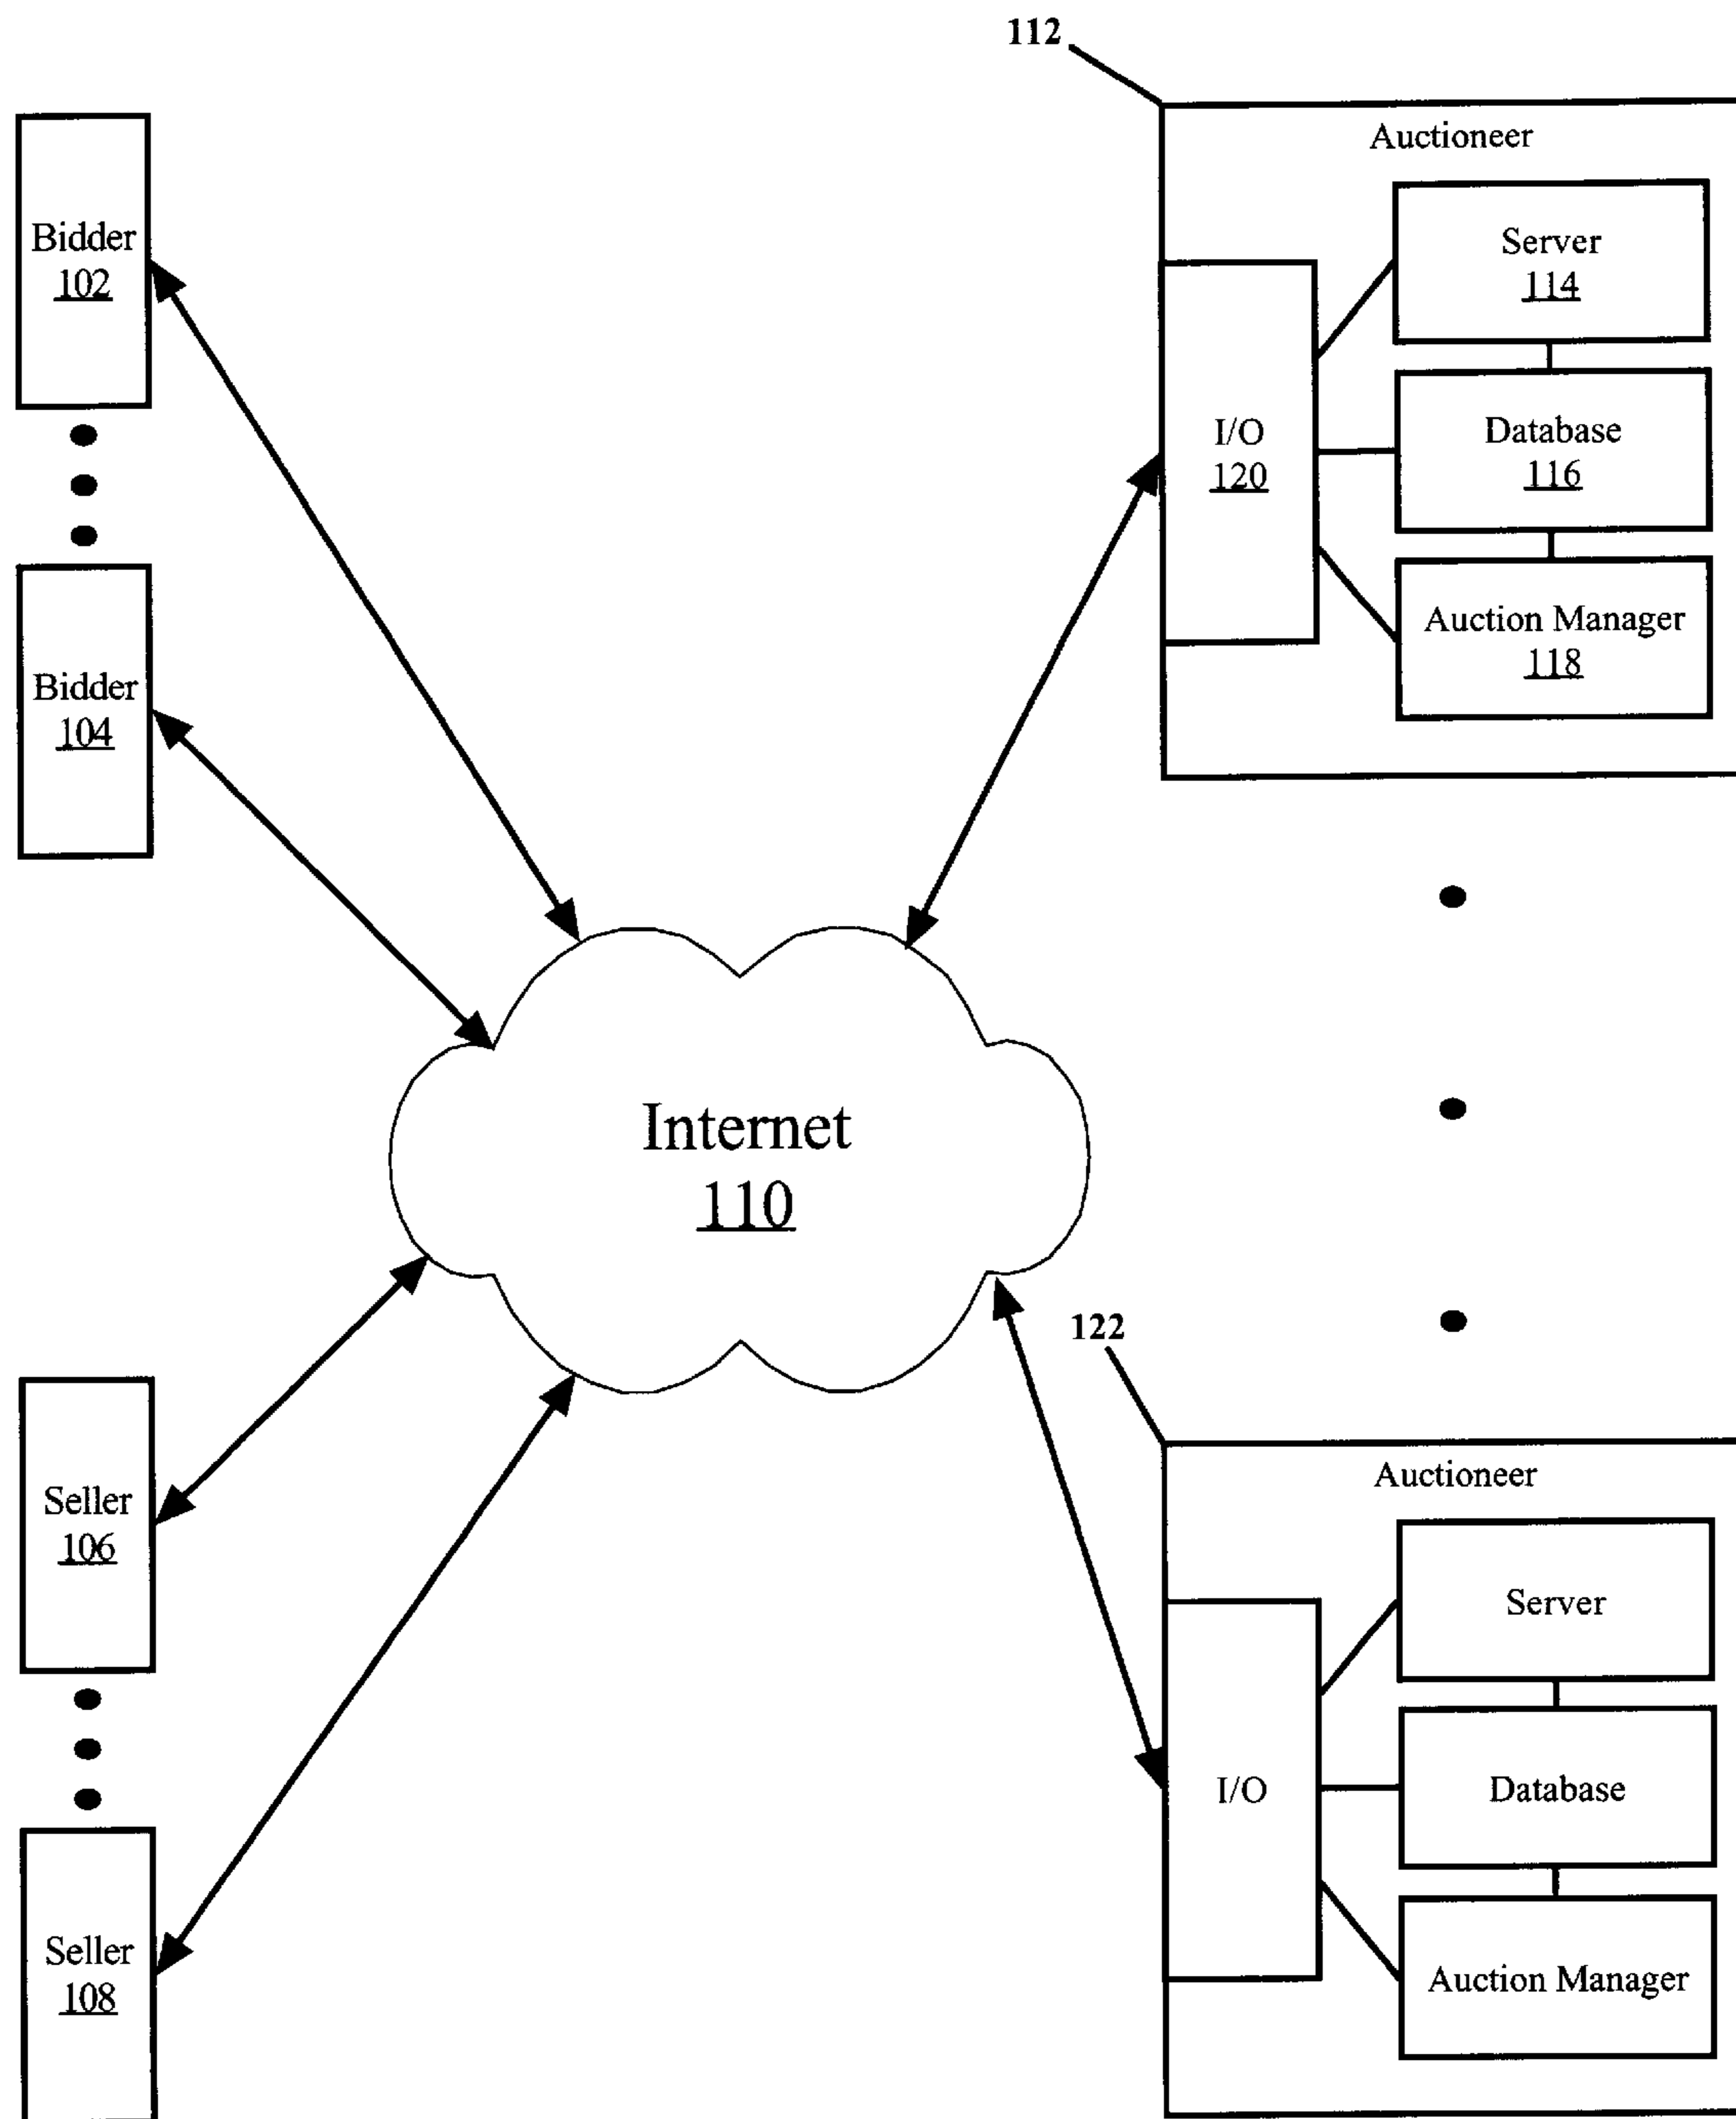 112
Auctioneer
Bidder
102
Server
114
I/O
120
Database
116
Auction Manager
118
Bidder
104
Internet
110
122
Auctioneer
Seller
106
Server
I/O
Database
Seller
108
Auction Manager